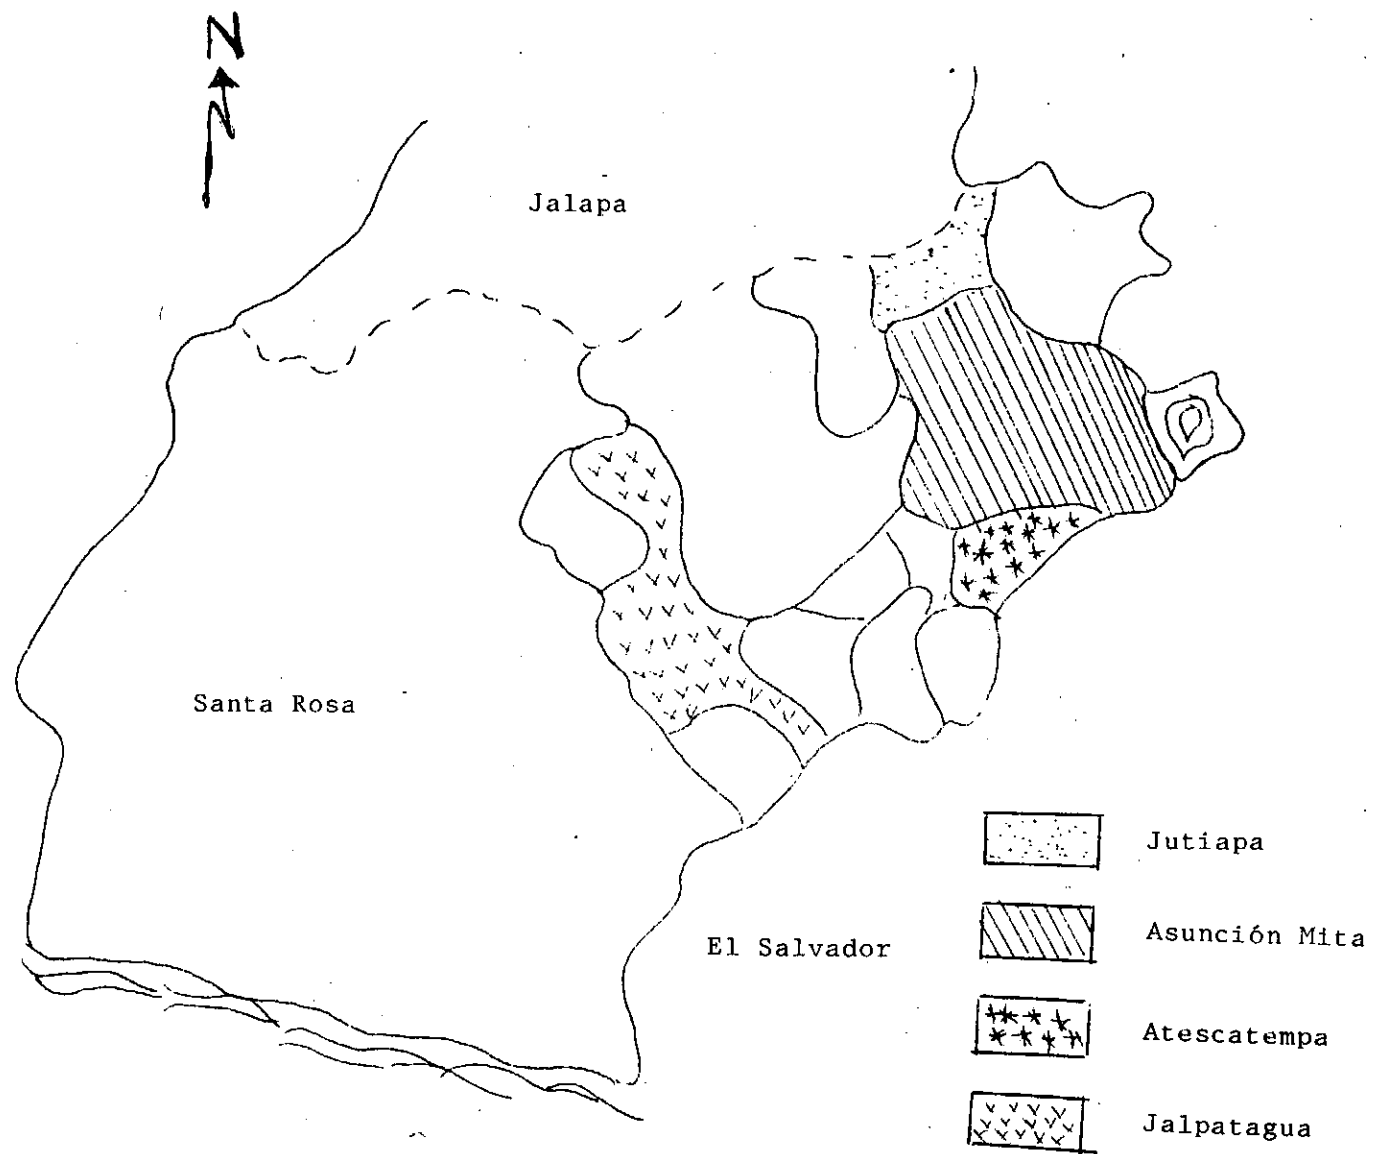 N
Jalapa
Santa Rosa
El Salvador
Jutiapa
Asunción Mita
Atescatempa
Jalpatagua